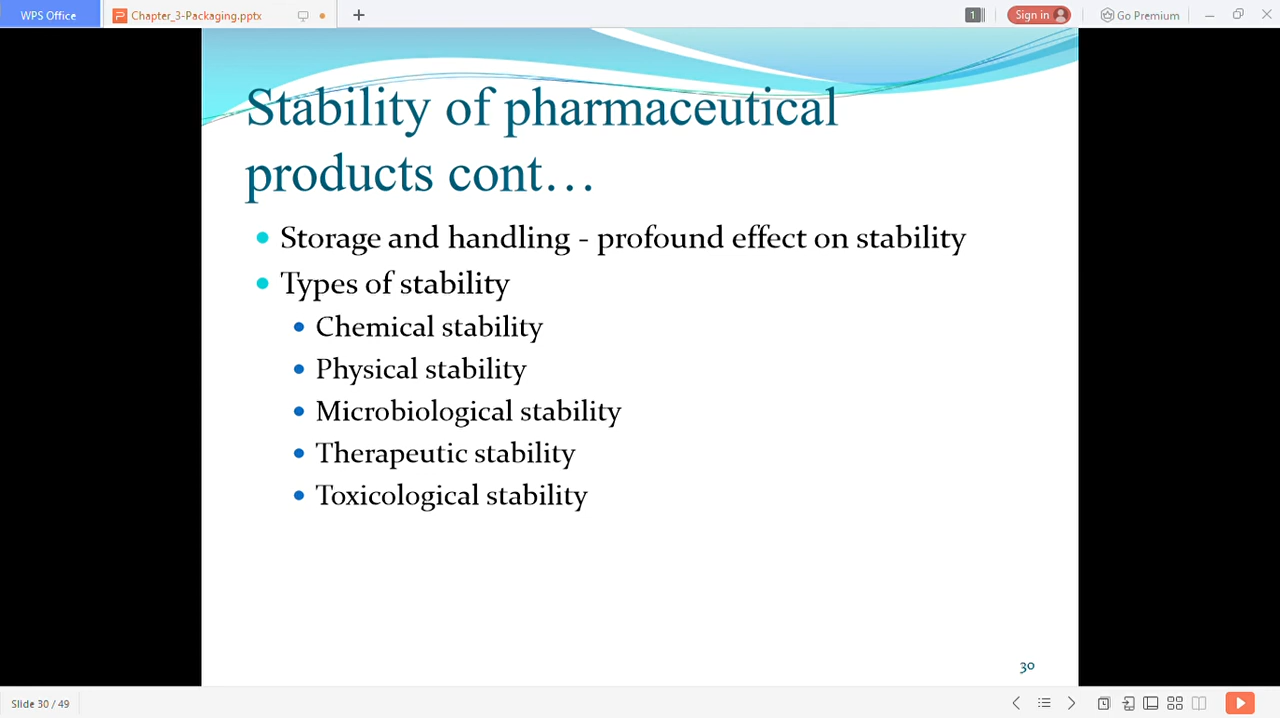 WPS Office
Chapter_3-Packaging.pptx
1
Sign in
Go Premium
Stability of pharmaceutical
products cont…
Storage and handling - profound effect on stability
Types of stability
Chemical stability
Physical stability
Microbiological stability
Therapeutic stability
Toxicological stability
30
Slide 30 / 49